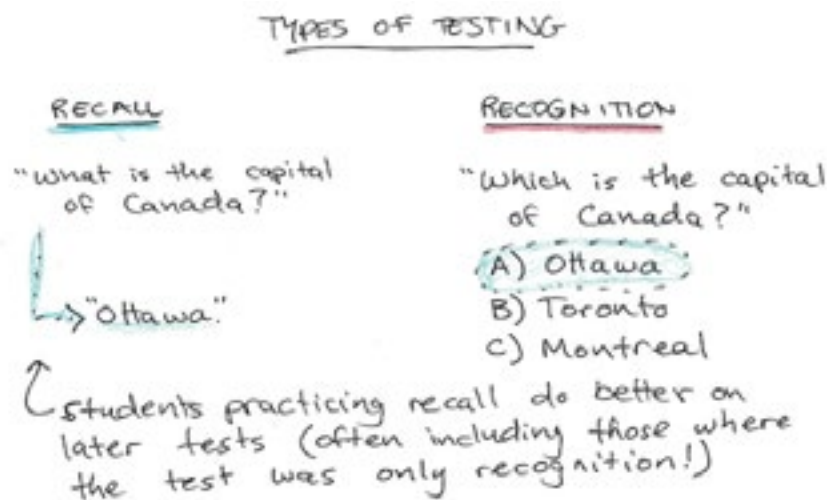 TYPES OF TESTING
RECALL
"What is the capital
of Canada?"
"Ottawa."
RECOGNITION
"Which is the capital
of Canada?"
A) Ottawa
B) Toronto
C) Montreal
students practicing recall do better on
later tests (often including those where
the test was only recognition!)